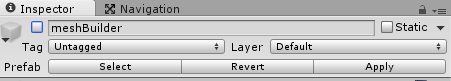 Inspector Navigation
meshBuilder Static
Tag Untagged Layer Default
Prefab Select Revert Apply